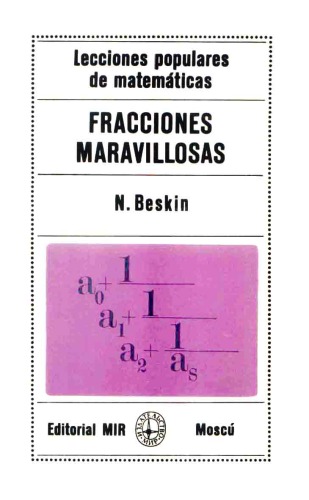 Lecciones populares
de matemáticas
FRACCIONES
MARAVILLOSAS
N. Beskin
a₀+ 1
a₁+ 1
a₂+ 1
aₛ
Editorial MIR Moscú